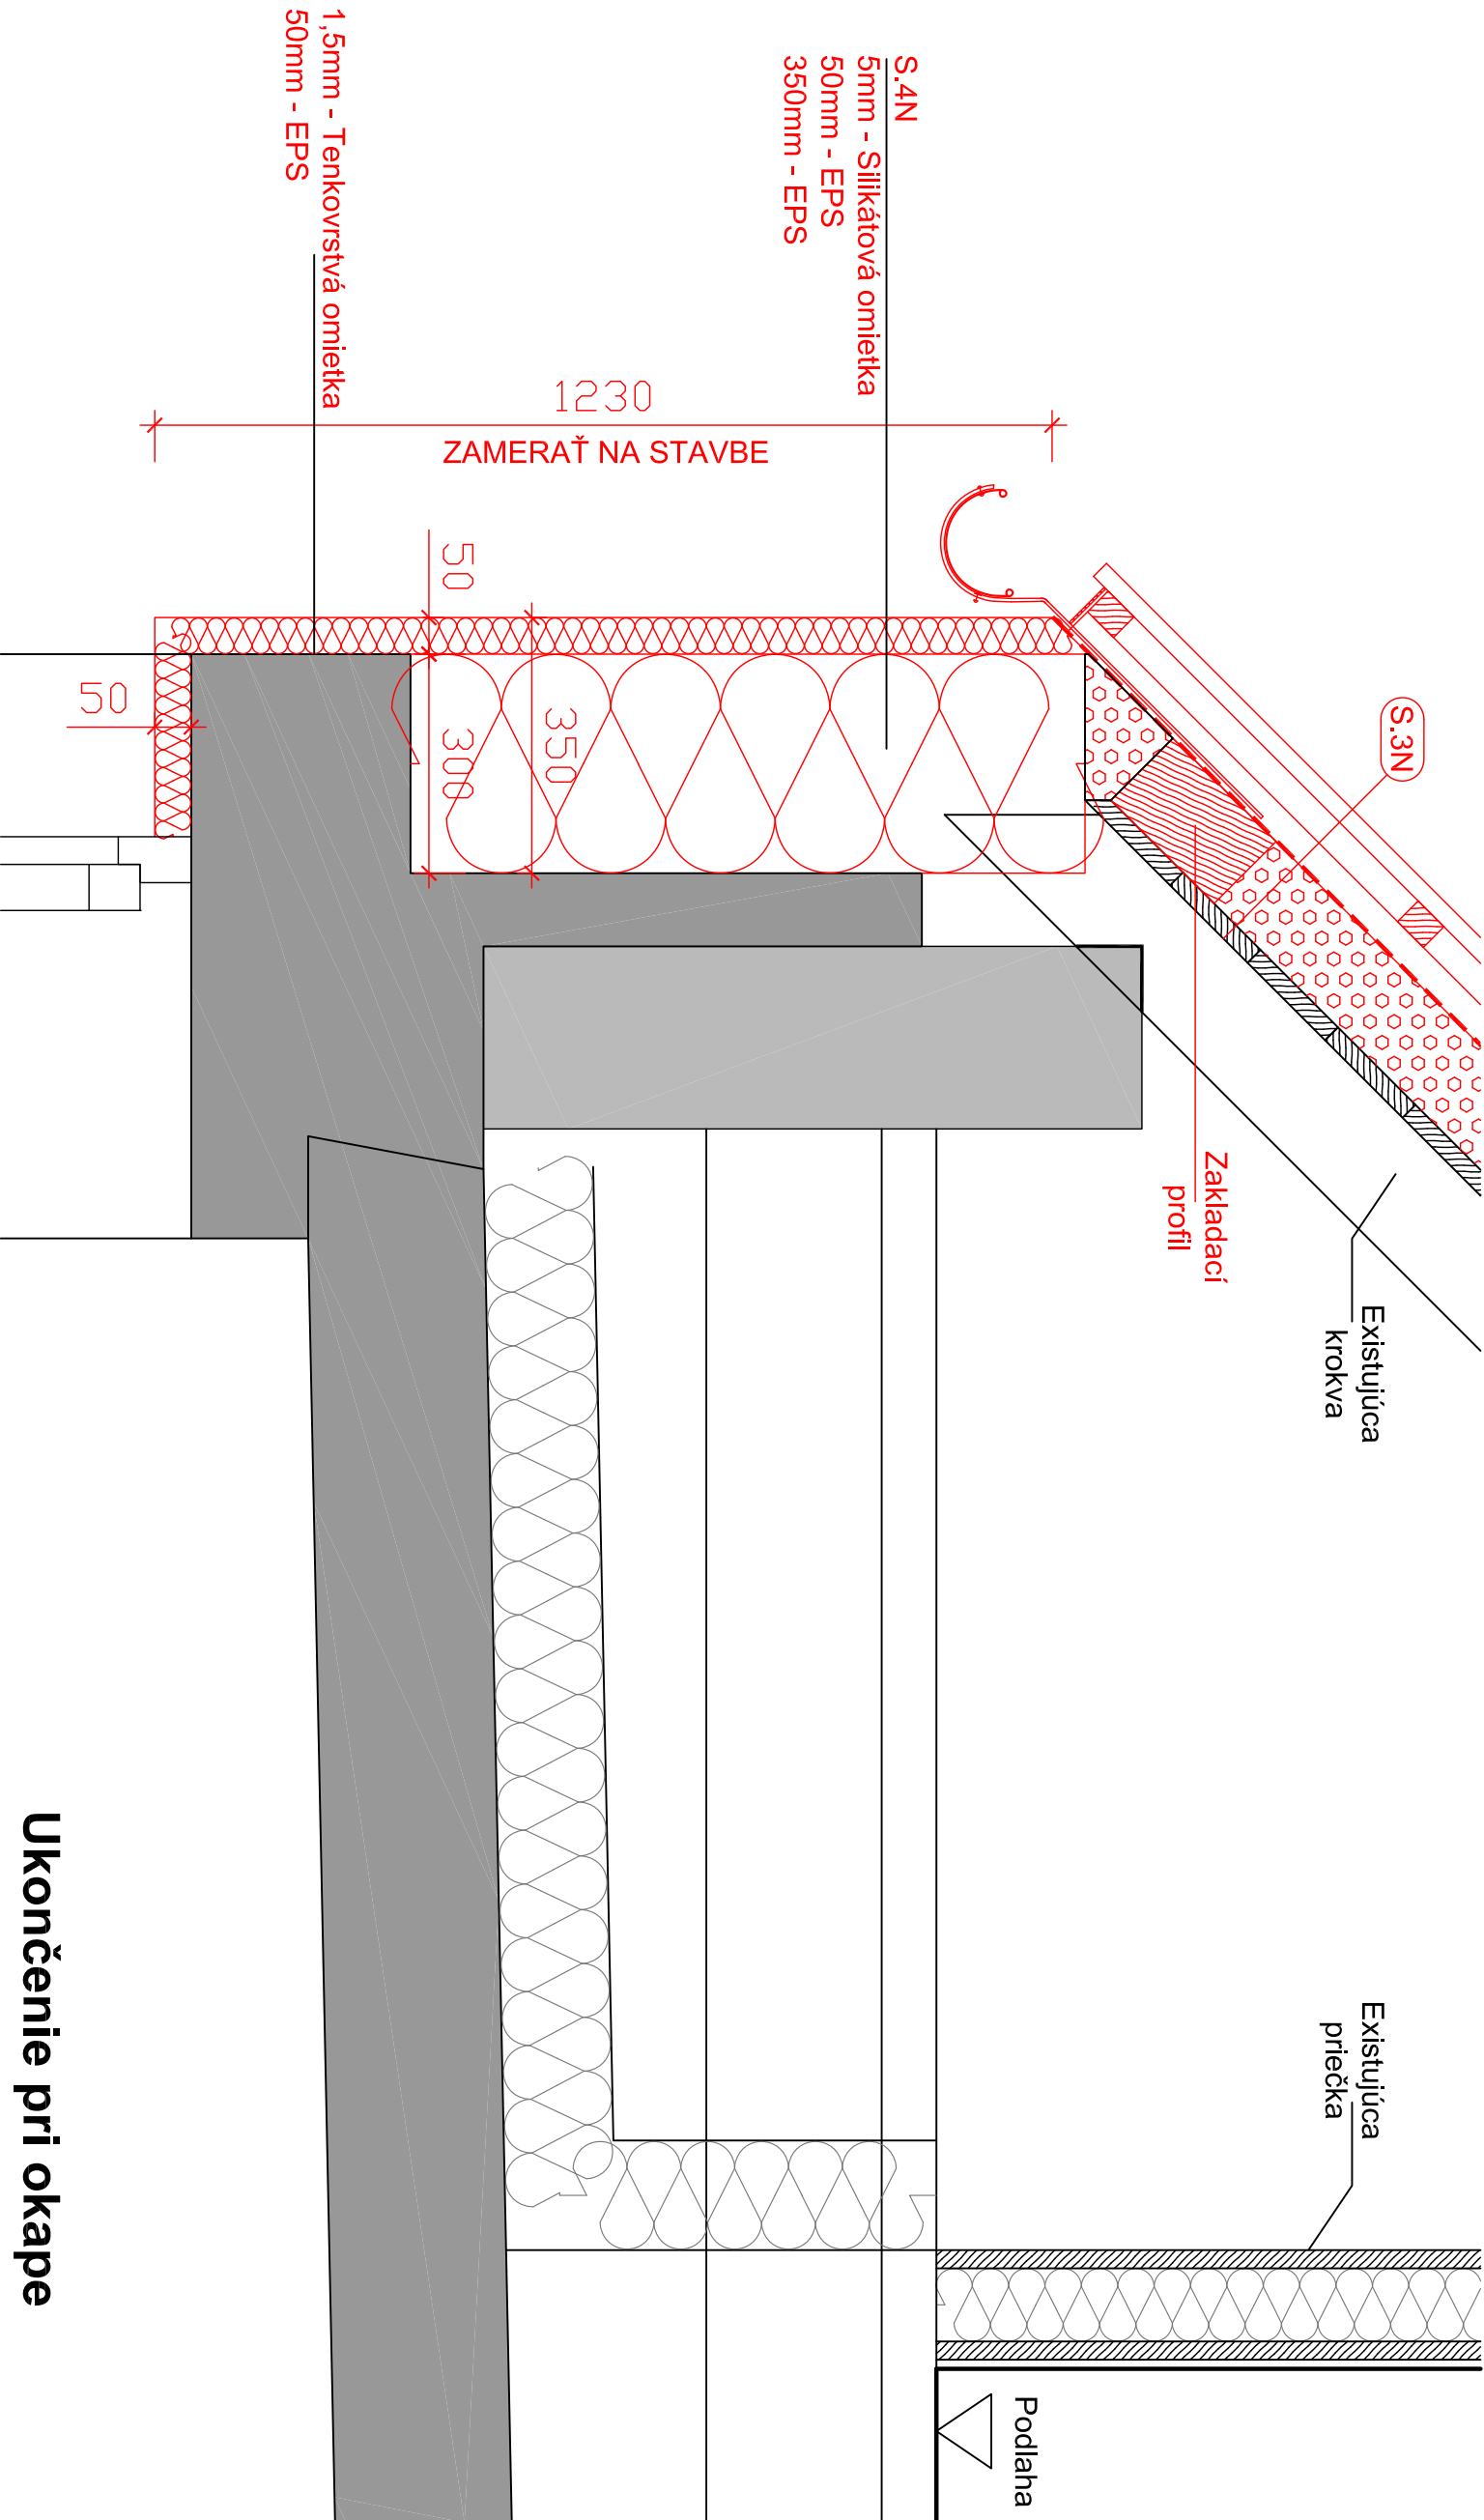 S.3N
S.4N
5mm - Silikátová omietka
50mm - EPS
350mm - EPS
1,5mm - Tenkovrstvá omietka
50mm - EPS
1230
ZAMERAŤ NA STAVBE
50
300
350
50
Zakladací
profil
Existujúca
krokva
Existujúca
priečka
Podlaha
Ukončenie pri okape